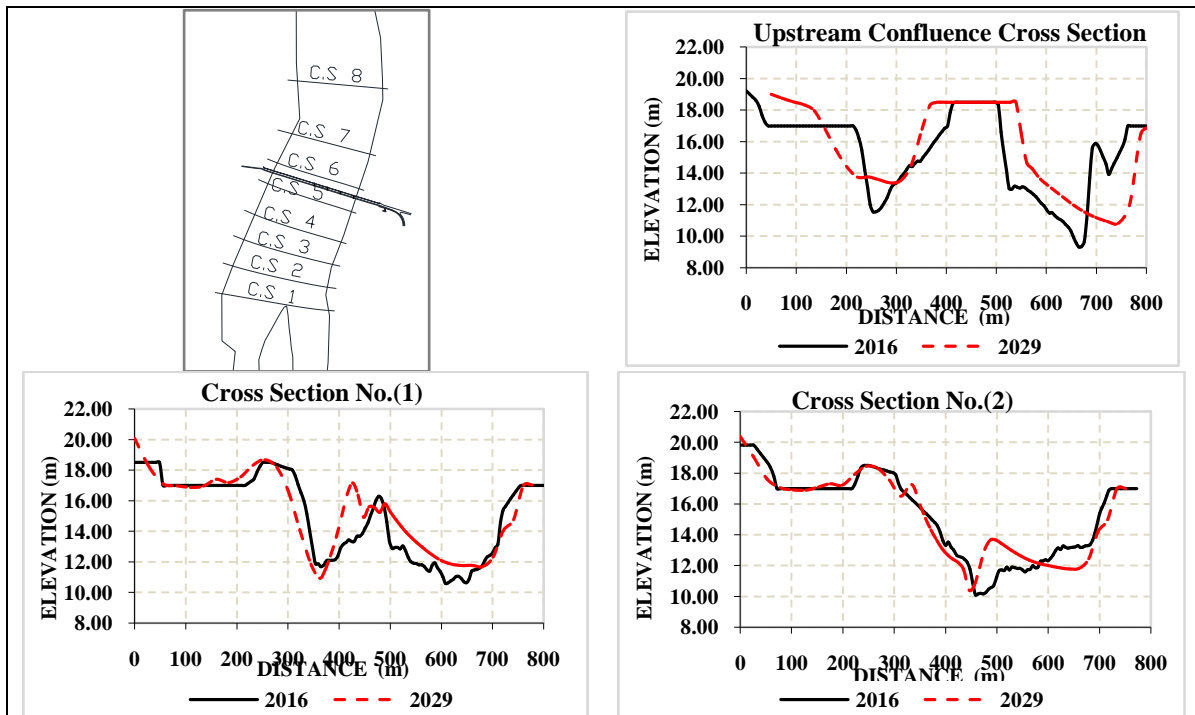 C.S 8
C.S 7
C.S 6
C.S 5
C.S 4
C.S 3
C.S 2
C.S 1
Upstream Confluence Cross Section
22.00
20.00
18.00
16.00
14.00
12.00
10.00
8.00
ELEVATION (m)
0 100 200 300 400 500 600 700 800
DISTANCE (m)
2016 2029
Cross Section No.(1)
22.00
20.00
18.00
16.00
14.00
12.00
10.00
8.00
ELEVATION (m)
0 100 200 300 400 500 600 700 800
DISTANCE (m)
2016 2029
Cross Section No.(2)
22.00
20.00
18.00
16.00
14.00
12.00
10.00
8.00
ELEVATION (m)
0 100 200 300 400 500 600 700 800
DISTANCE (m)
2016 2029